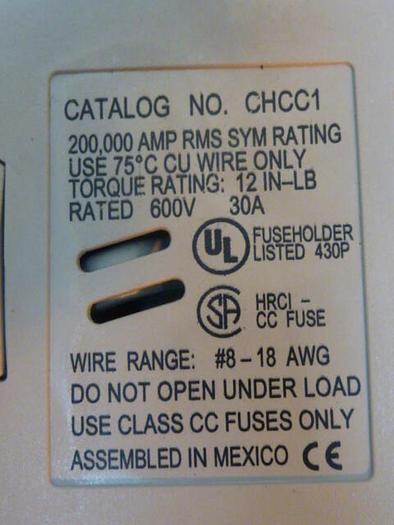 CATALOG NO. CHCC1
200,000 AMP RMS SYM RATING
USE 75°C CU WIRE ONLY
TORQUE RATING: 12 IN-LB
RATED 600V 30A
UL FUSEHOLDER
LISTED 430P
SA HRCI -
CC FUSE
WIRE RANGE: #8-18 AWG
DO NOT OPEN UNDER LOAD
USE CLASS CC FUSES ONLY
ASSEMBLED IN MEXICO CE